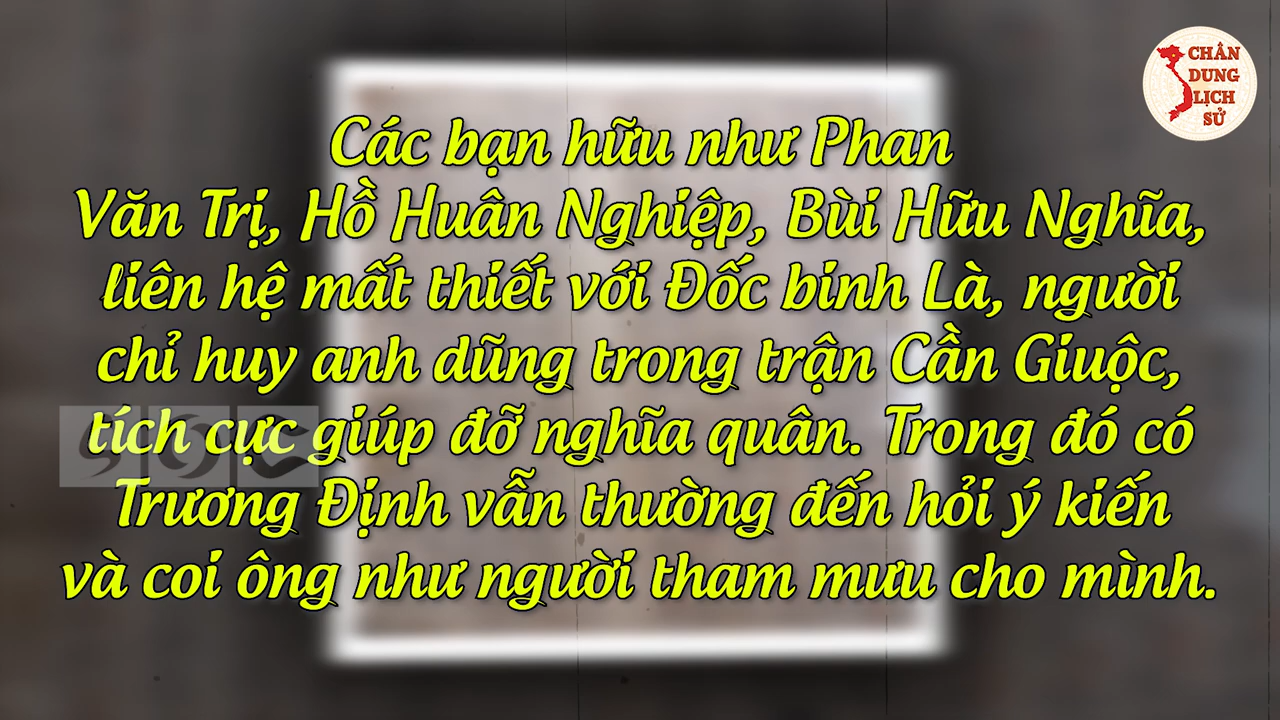 CHÂN
DUNG
LỊCH
SỬ
Các bạn hữu như Phan
Văn Trị, Hồ Huân Nghiệp, Bùi Hữu Nghĩa,
liên hệ mất thiết với Đốc binh Là, người
chỉ huy anh dũng trong trận Cần Giuộc,
tích cực giúp đỡ nghĩa quân. Trong đó có
Trương Định vẫn thường đến hỏi ý kiến
và coi ông như người tham mưu cho mình.